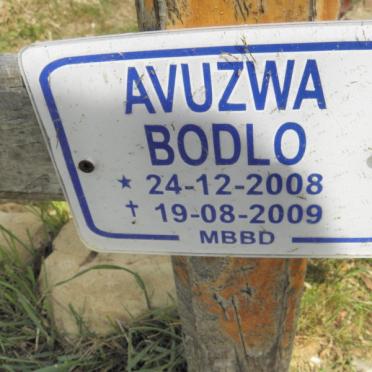 AVUZWA
BODLO
★ 24-12-2008
✝ 19-08-2009
MBBD